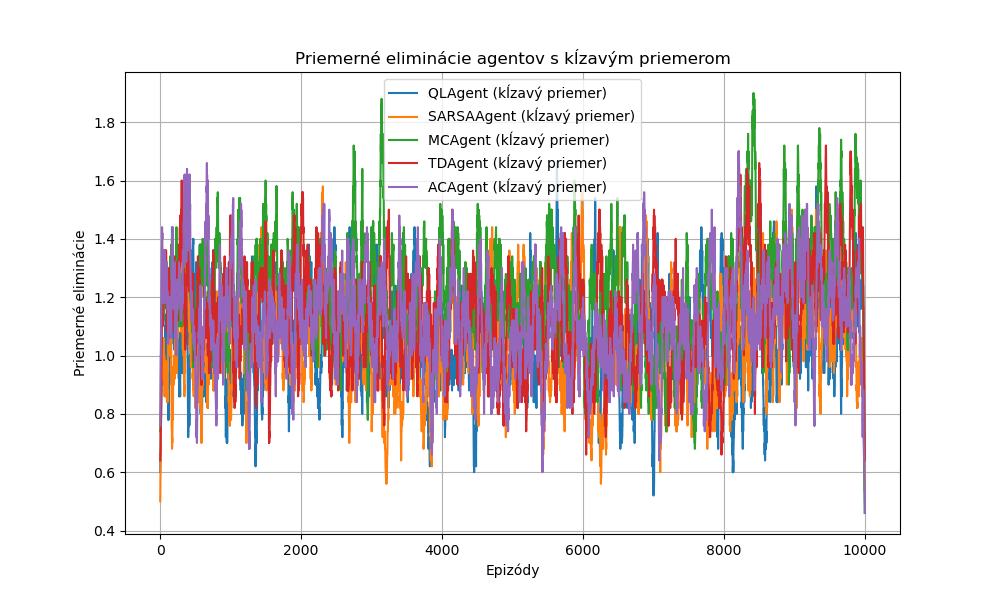 Priemerné eliminácie agentov s kĺzavým priemerom
QLAgent (kĺzavý priemer)
SARSAAgent (kĺzavý priemer)
MCAgent (kĺzavý priemer)
TDAgent (kĺzavý priemer)
ACAgent (kĺzavý priemer)
Priemerné eliminácie
1.8
1.6
1.4
1.2
1.0
0.8
0.6
0.4
0 2000 4000 6000 8000 10000
Epizódy